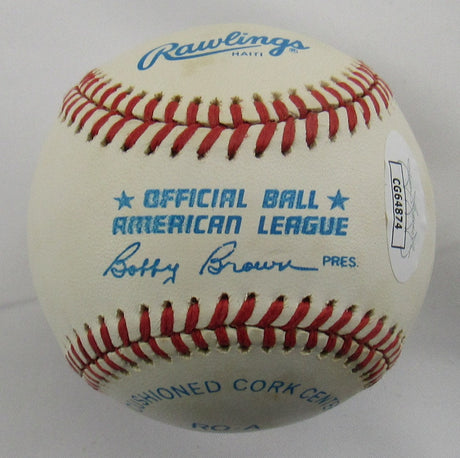 Rawlings®
HAITI
★ OFFICIAL BALL ★
AMERICAN LEAGUE
Bobby Brown PRES.
CG64874
CUSHIONED CORK CENTER
RO-A